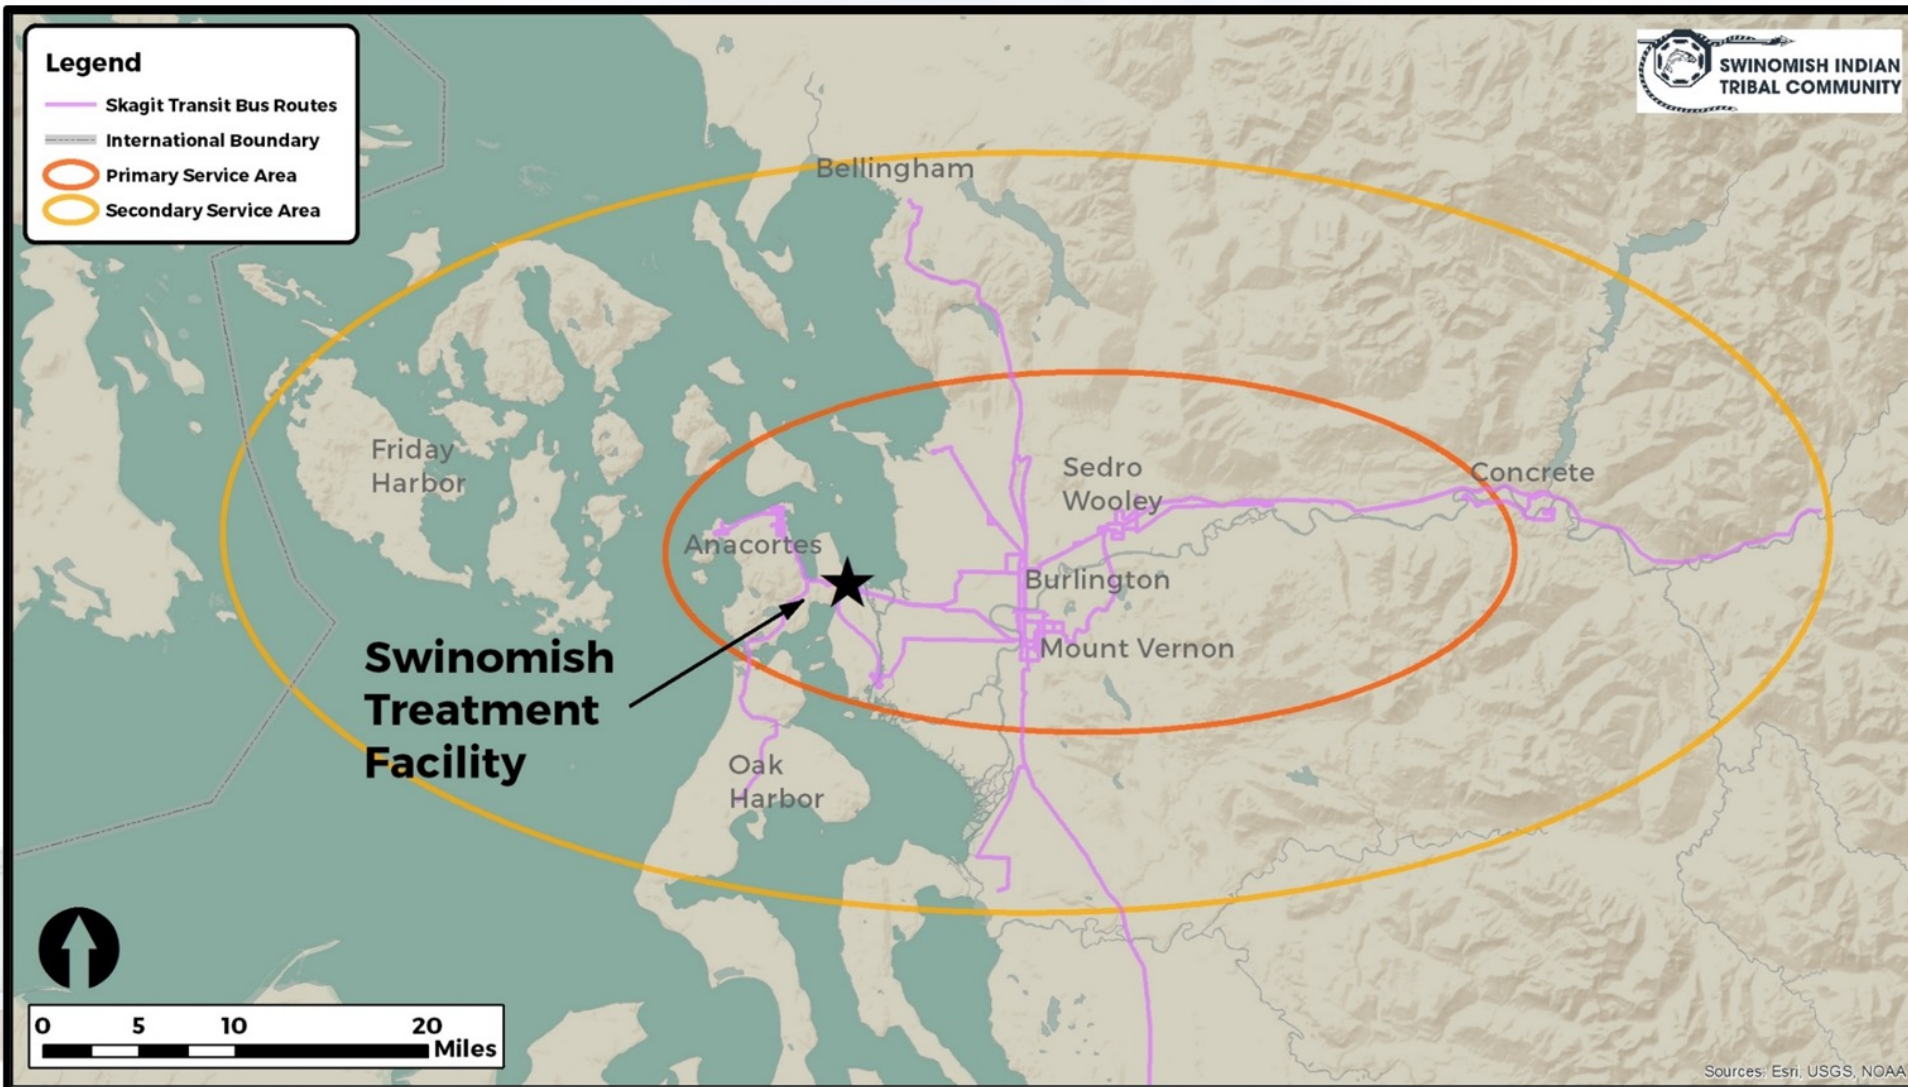 Legend
Skagit Transit Bus Routes
International Boundary
Primary Service Area
Secondary Service Area
SWINOMISH INDIAN
TRIBAL COMMUNITY
Bellingham
Friday
Harbor
Sedro
Wooley
Concrete
Anacortes
Burlington
Mount Vernon
Swinomish
Treatment
Facility
Oak
Harbor
0 5 10 20
Miles
Sources: Esri, USGS, NOAA